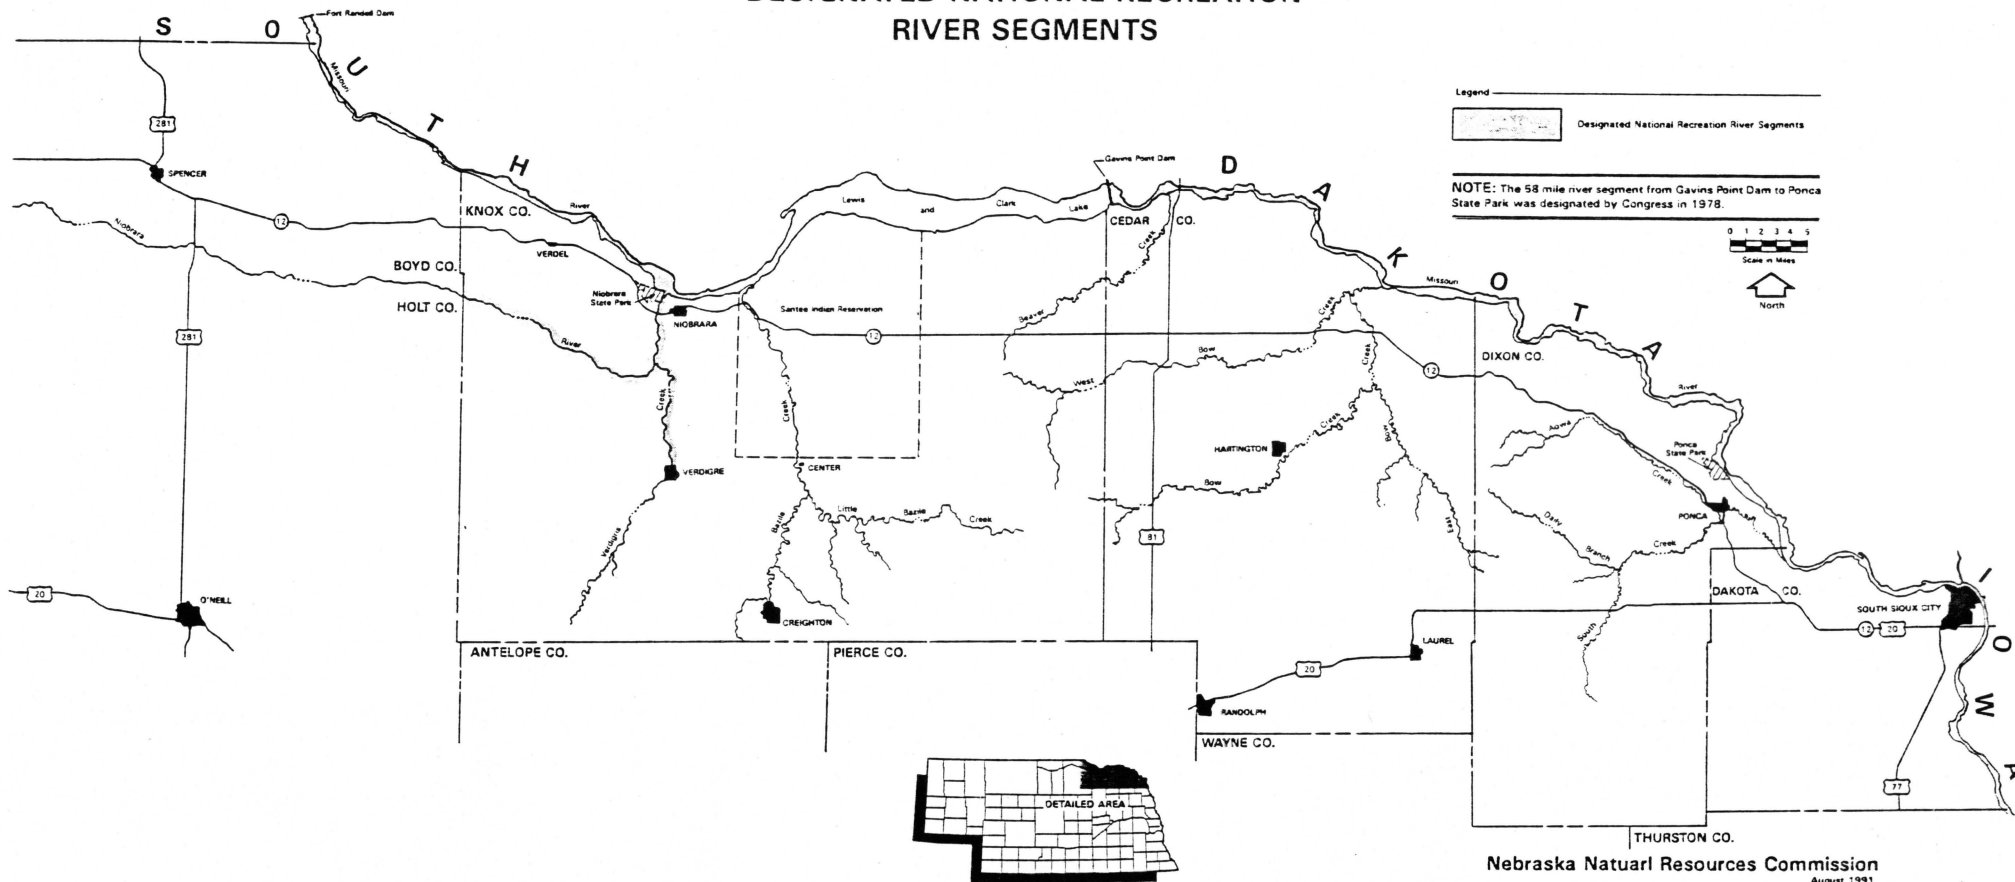 RIVER SEGMENTS
Fort Randall Dam
S O U T H D A K O T A
Missouri
281
SPENCER
12
Niobrara
KNOX CO.
River
VERDEL
BOYD CO.
HOLT CO.
Niobrara
State Park
NIOBRARA
River
281
Creek
VERDIGRE
Verdigris
20
O'NEILL
Lewis and Clark Lake
Gavins Point Dam
CEDAR CO.
Creek
Beaver
Santee Indian Reservation
12
Creek
CENTER
Bazile
Little Bazile Creek
CREIGHTON
ANTELOPE CO.
PIERCE CO.
West
Bow
Creek
Creek
HARTINGTON
Bow
Creek
Bow
East
81
Legend
Designated National Recreation River Segments
NOTE: The 58 mile river segment from Gavins Point Dam to Ponca
State Park was designated by Congress in 1978.
0 1 2 3 4 5
Scale in Miles
North
Missouri
DIXON CO.
12
River
Aowa
Creek
Ponca
State Park
PONCA
Daily
Branch
Creek
South
DAKOTA CO.
SOUTH SIOUX CITY
12
20
I O W A
LAUREL
20
RANDOLPH
WAYNE CO.
77
THURSTON CO.
DETAILED AREA
Nebraska Natuarl Resources Commission
August 1991